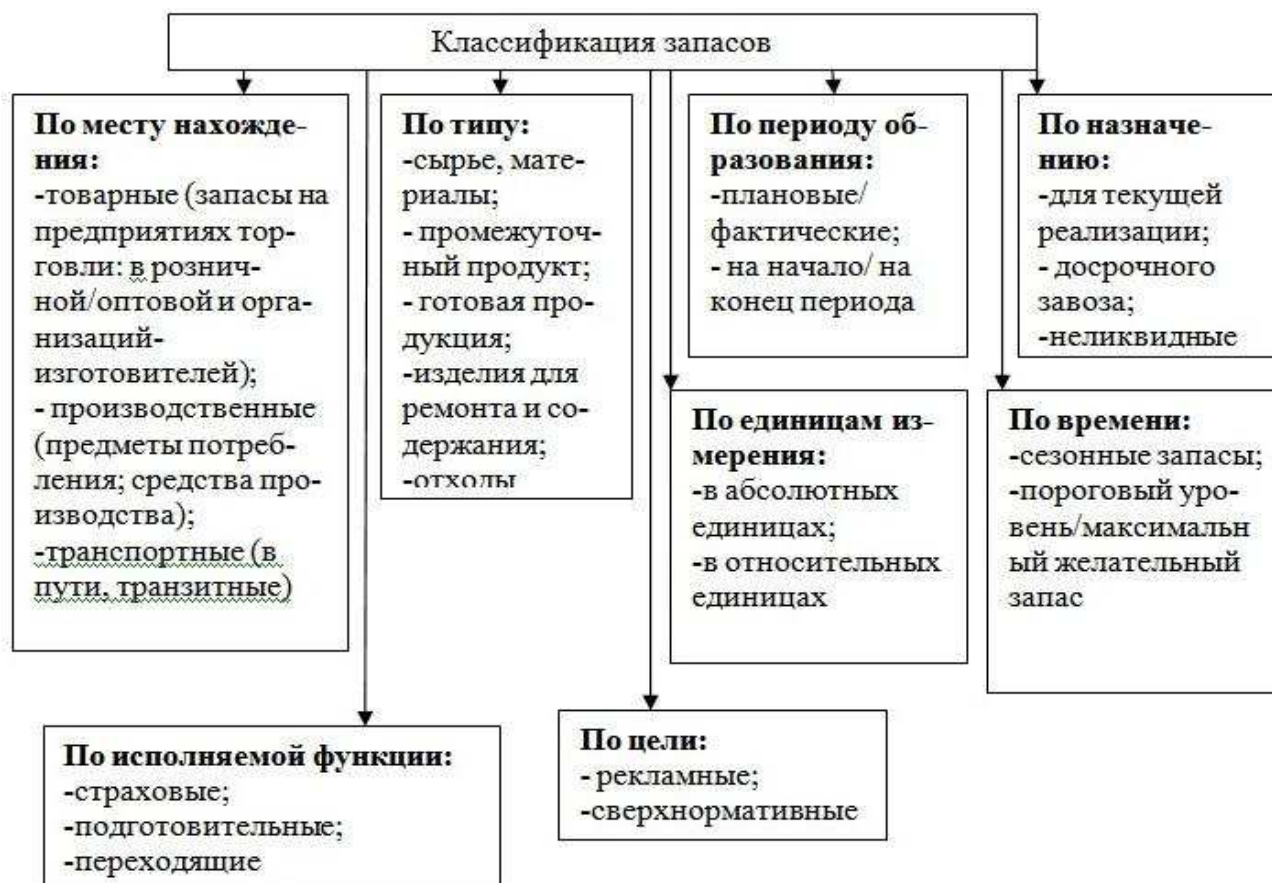 Классификация запасов
По месту нахожде-
ния:
-товарные (запасы на
предприятиях тор-
говли: в рознич-
ной/оптовой и орга-
низаций-
изготовителей);
- производственные
(предметы потреб-
ления; средства про-
изводства);
-транспортные (в
пути, транзитные)
По типу:
-сырье, мате-
риалы;
- промежуточ-
ный продукт;
- готовая про-
дукция;
-изделия для
ремонта и со-
держания;
-отходы
По периоду об-
разования:
-плановые/
фактические;
- на начало/ на
конец периода
По назначе-
нию:
-для текущей
реализации;
- досрочного
завоза;
-неликвидные
По единицам из-
мерения:
-в абсолютных
единицах;
-в относительных
единицах
По времени:
-сезонные запасы;
-пороговый уро-
вень/максимальн
ый желательный
запас
По исполняемой функции:
-страховые;
-подготовительные;
-переходящие
По цели:
- рекламные;
-сверхнормативные